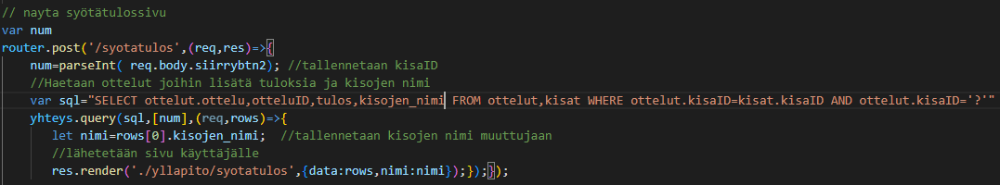 // nayta syötätulossivu
var num
router.post('/syotatulos',(req,res)=>{
num=parseInt( req.body.siirrybtn2); //tallennetaan kisaID
//Haetaan ottelut joihin lisätä tuloksia ja kisojen nimi
var sql="SELECT ottelut.ottelu,otteluID,tulos,kisojen_nimi FROM ottelut,kisat WHERE ottelut.kisaID=kisat.kisaID AND ottelut.kisaID='?'"
yhteys.query(sql,[num],(req,rows)=>{
let nimi=rows[0].kisojen_nimi;  //tallennetaan kisojen nimi muuttujaan
//lähetetään sivu käyttäjälle
res.render('./yllapito/syotatulos',{data:rows,nimi:nimi});});});